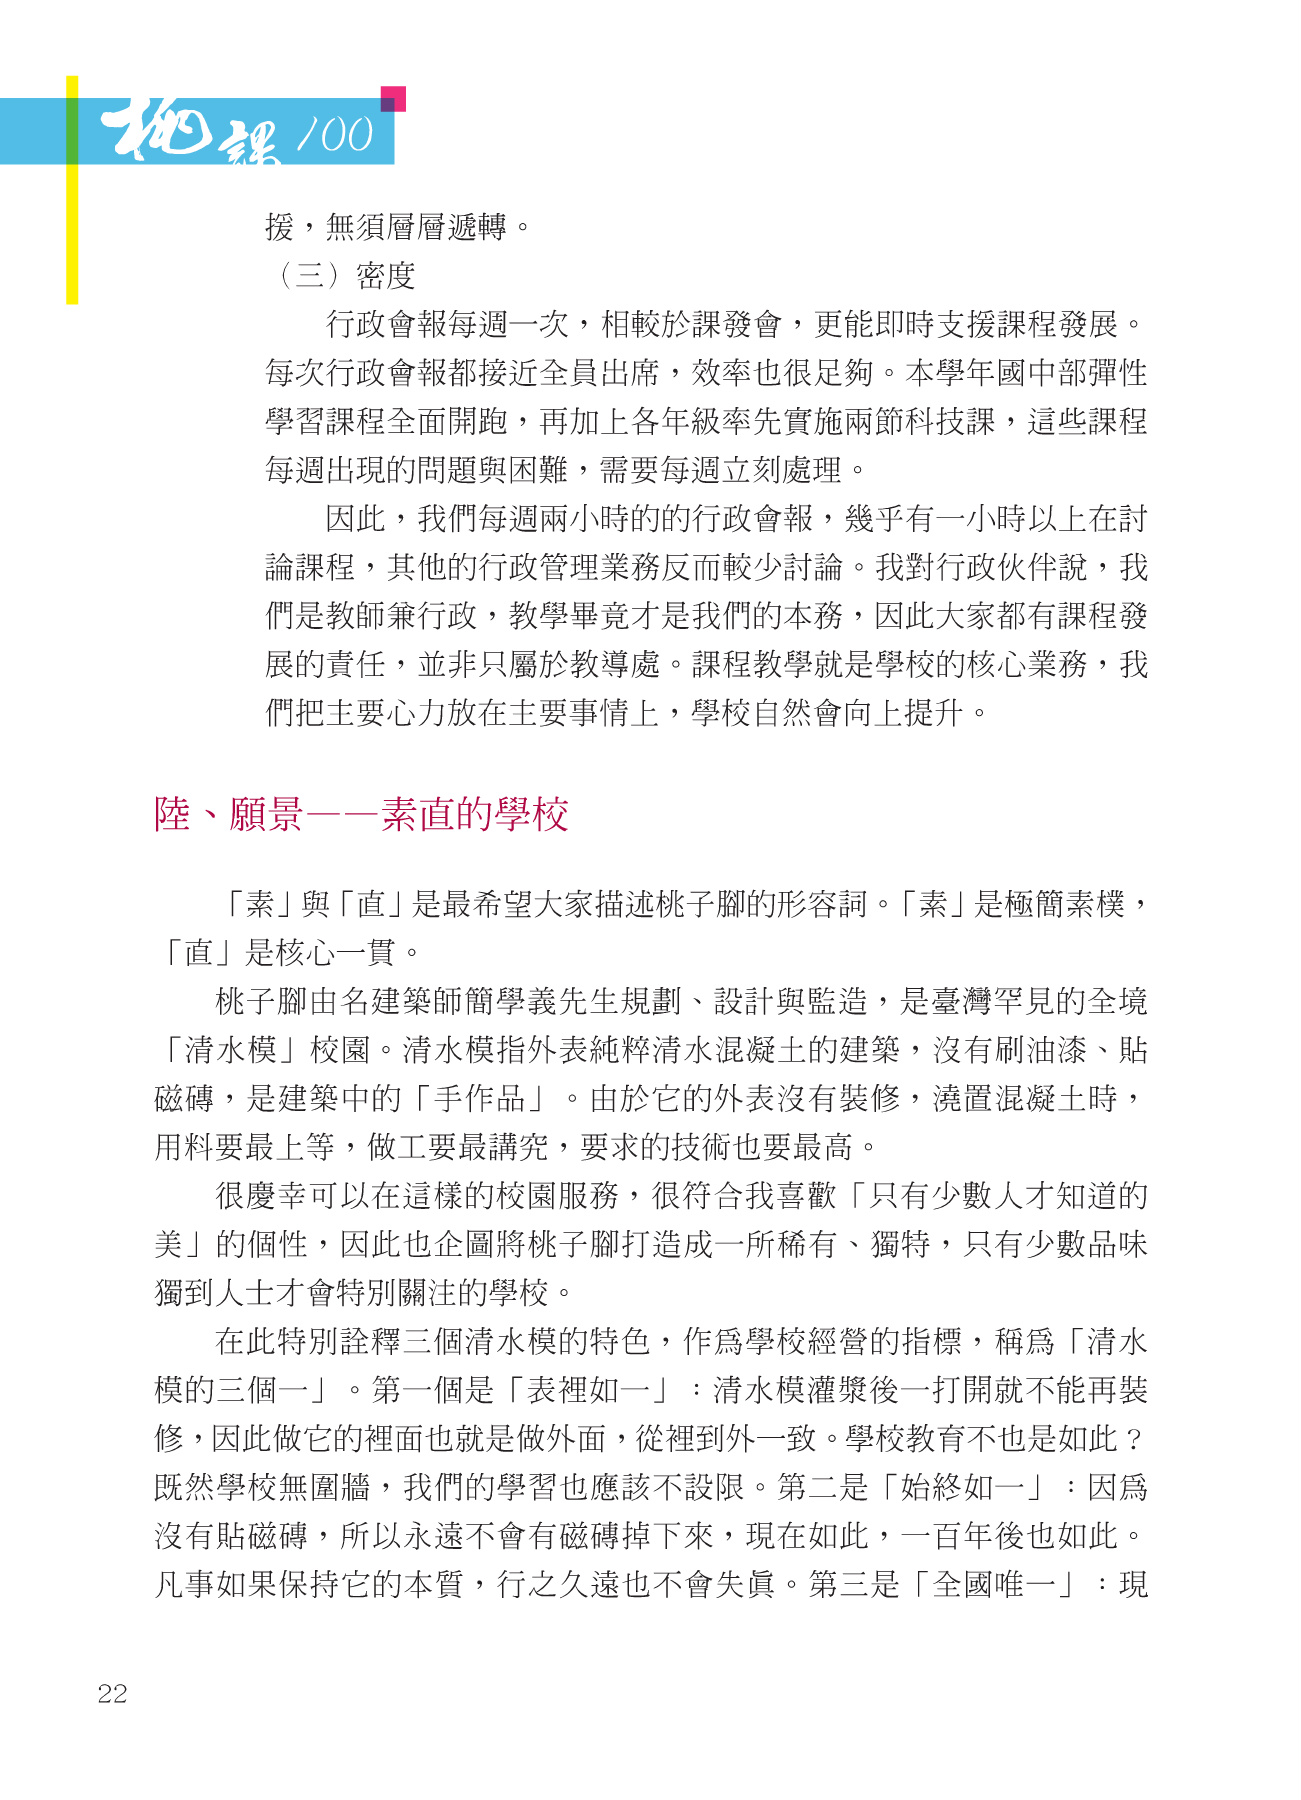 桃課100
援，無須層層遞轉。
（三）密度
行政會報每週一次，相較於課發會，更能即時支援課程發展。
每次行政會報都接近全員出席，效率也很足夠。本學年國中部彈性
學習課程全面開跑，再加上各年級率先實施兩節科技課，這些課程
每週出現的問題與困難，需要每週立刻處理。
因此，我們每週兩小時的的行政會報，幾乎有一小時以上在討
論課程，其他的行政管理業務反而較少討論。我對行政伙伴說，我
們是教師兼行政，教學畢竟才是我們的本務，因此大家都有課程發
展的責任，並非只屬於教導處。課程教學就是學校的核心業務，我
們把主要心力放在主要事情上，學校自然會向上提升。
陸、願景——素直的學校
「素」與「直」是最希望大家描述桃子腳的形容詞。「素」是極簡素樸，
「直」是核心一貫。
桃子腳由名建築師簡學義先生規劃、設計與監造，是臺灣罕見的全境
「清水模」校園。清水模指外表純粹清水混凝土的建築，沒有刷油漆、貼
磁磚，是建築中的「手作品」。由於它的外表沒有裝修，澆置混凝土時，
用料要最上等，做工要最講究，要求的技術也要最高。
很慶幸可以在這樣的校園服務，很符合我喜歡「只有少數人才知道的
美」的個性，因此也企圖將桃子腳打造成一所稀有、獨特，只有少數品味
獨到人士才會特別關注的學校。
在此特別詮釋三個清水模的特色，作為學校經營的指標，稱為「清水
模的三個一」。第一個是「表裡如一」：清水模灌漿後一打開就不能再裝
修，因此做它的裡面也就是做外面，從裡到外一致。學校教育不也是如此？
既然學校無圍牆，我們的學習也應該不設限。第二是「始終如一」：因為
沒有貼磁磚，所以永遠不會有磁磚掉下來，現在如此，一百年後也如此。
凡事如果保持它的本質，行之久遠也不會失真。第三是「全國唯一」：現
22